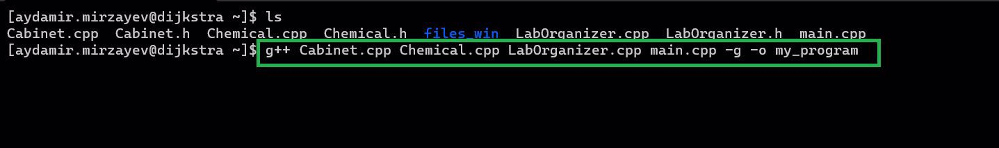 [aydamir.mirzayev@dijkstra ~]$ ls
Cabinet.cpp  Cabinet.h  Chemical.cpp  Chemical.h  files_win  LabOrganizer.cpp  LabOrganizer.h  main.cpp
[aydamir.mirzayev@dijkstra ~]$ g++ Cabinet.cpp Chemical.cpp LabOrganizer.cpp main.cpp -g -o my_program